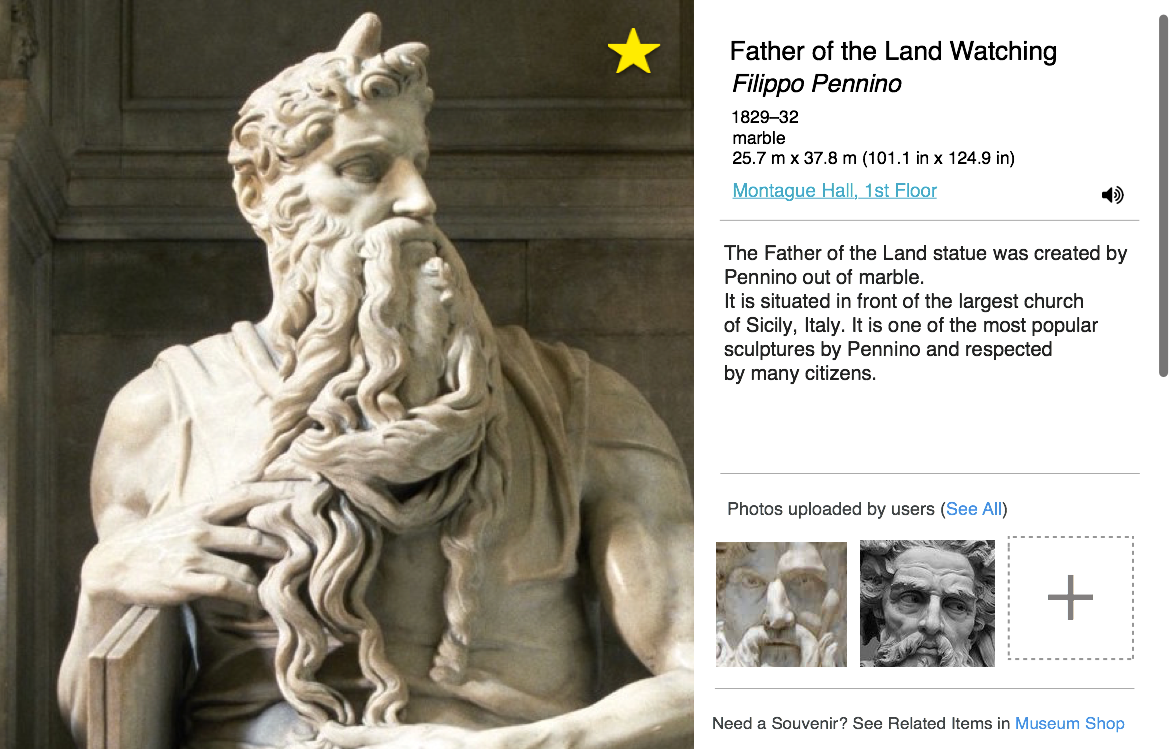 Father of the Land Watching
Filippo Pennino
1829–32
marble
25.7 m x 37.8 m (101.1 in x 124.9 in)
Montague Hall, 1st Floor
The Father of the Land statue was created by
Pennino out of marble.
It is situated in front of the largest church
of Sicily, Italy. It is one of the most popular
sculptures by Pennino and respected
by many citizens.
Photos uploaded by users (See All)
Need a Souvenir? See Related Items in Museum Shop